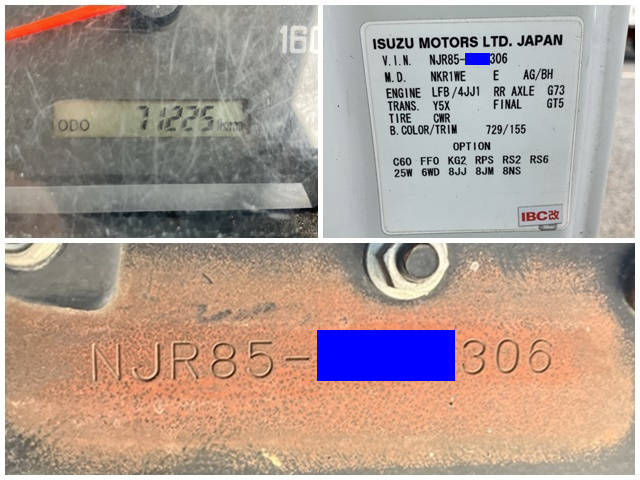 160
ODO 71225 km
ISUZU MOTORS LTD. JAPAN
V.I.N. NJR85- 306
M.D. NKR1WE E AG/BH
ENGINE LFB/4JJ1 RR AXLE G73
TRANS. Y5X FINAL GT5
TIRE CWR
B.COLOR/TRIM 729/155
OPTION
C60 FF0 KG2 RPS RS2 RS6
25W 6WD 8JJ 8JM 8NS
IBC改
NJR85- 306